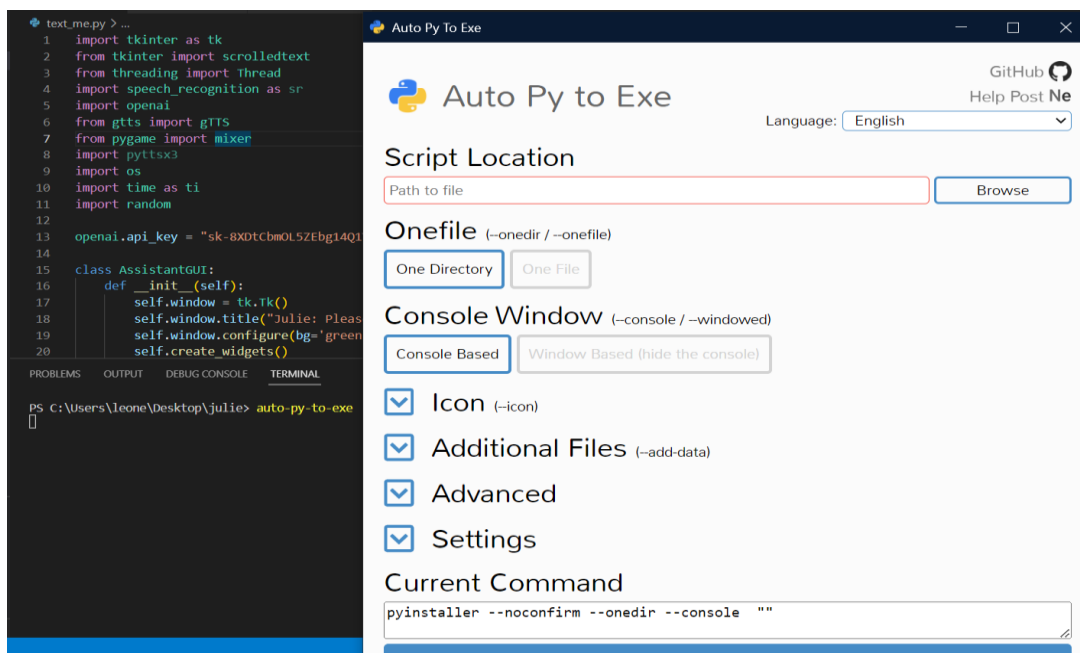 text_me.py > ...
1 import tkinter as tk
2 from tkinter import scrolledtext
3 from threading import Thread
4 import speech_recognition as sr
5 import openai
6 from gtts import gTTS
7 from pygame import mixer
8 import pyttsx3
9 import os
10 import time as ti
11 import random
12
13 openai.api_key = "sk-8XDtCbmOL5ZEbg14Q1
14
15 class AssistantGUI:
16 def __init__(self):
17 self.window = tk.Tk()
18 self.window.title("Julie: Pleas
19 self.window.configure(bg='green
20 self.create_widgets()
PROBLEMS OUTPUT DEBUG CONSOLE TERMINAL
PS C:\Users\leone\Desktop\julie> auto-py-to-exe
Auto Py To Exe
GitHub
Help Post Ne
Auto Py to Exe
Language: English
Script Location
Path to file Browse
Onefile (--onedir / --onefile)
One Directory One File
Console Window (--console / --windowed)
Console Based Window Based (hide the console)
Icon (--icon)
Additional Files (--add-data)
Advanced
Settings
Current Command
pyinstaller --noconfirm --onedir --console ""